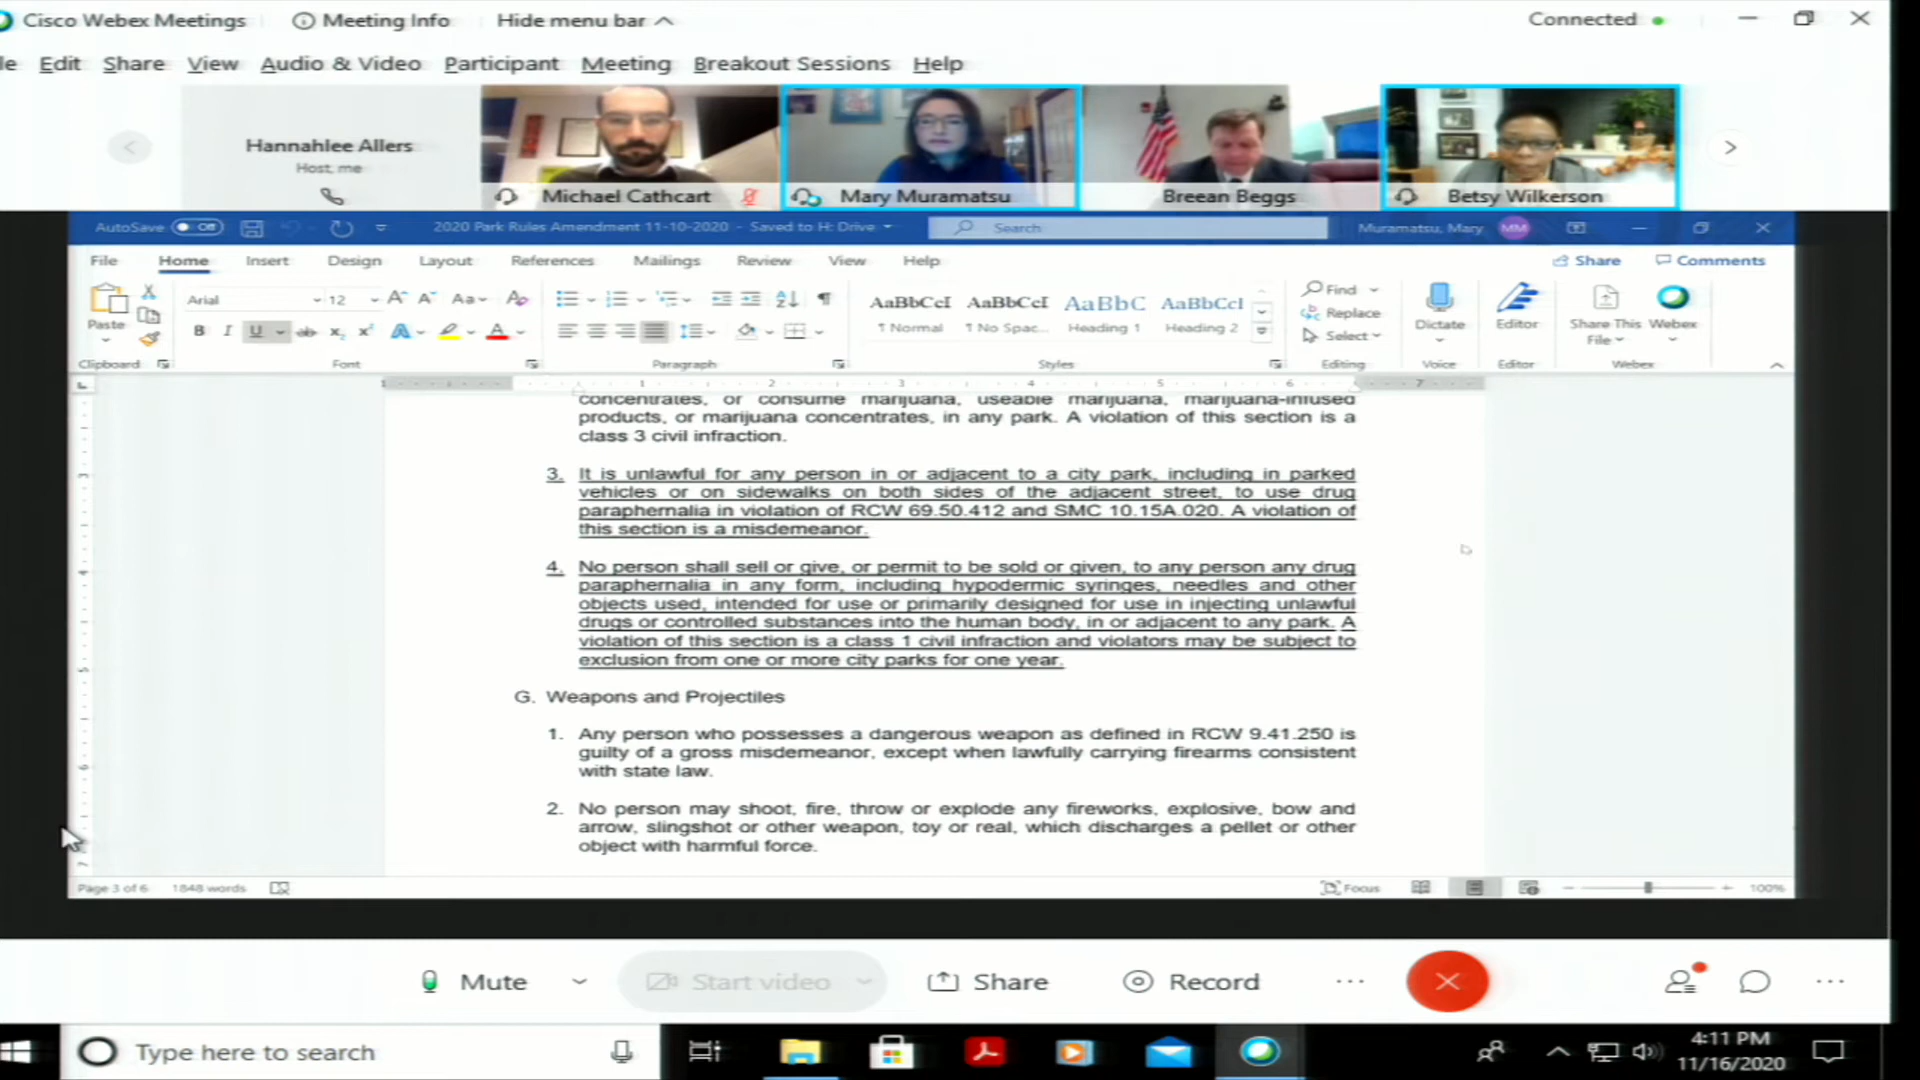 Cisco Webex Meetings
Meeting Info
Hide menu bar
Connected
Edit
Share
View
Audio & Video
Participant
Meeting
Breakout Sessions
Help
Hannahlee Allers
Host, me
Michael Cathcart
Mary Muramatsu
Breean Beggs
Betsy Wilkerson
AutoSave
Off
2020 Park Rules Amendment 11-10-2020 - Saved to H: Drive
Search
Muramatsu, Mary
MM
File
Home
Insert
Design
Layout
References
Mailings
Review
View
Help
Share
Comments
Paste
Arial
12
AaBbCcI
AaBbCcI
AaBbC
AaBbCcI
¶ Normal
¶ No Spac...
Heading 1
Heading 2
Find
Replace
Select
Dictate
Editor
Share This
File
Webex
Clipboard
Font
Paragraph
Styles
Editing
Voice
Editor
Webex
concentrates, or consume marijuana, useable marijuana, marijuana-infused
products, or marijuana concentrates, in any park. A violation of this section is a
class 3 civil infraction.
3. It is unlawful for any person in or adjacent to a city park, including in parked
vehicles or on sidewalks on both sides of the adjacent street, to use drug
paraphernalia in violation of RCW 69.50.412 and SMC 10.15A.020. A violation of
this section is a misdemeanor.
4. No person shall sell or give, or permit to be sold or given, to any person any drug
paraphernalia in any form, including hypodermic syringes, needles and other
objects used, intended for use or primarily designed for use in injecting unlawful
drugs or controlled substances into the human body, in or adjacent to any park. A
violation of this section is a class 1 civil infraction and violators may be subject to
exclusion from one or more city parks for one year.
G. Weapons and Projectiles
1. Any person who possesses a dangerous weapon as defined in RCW 9.41.250 is
guilty of a gross misdemeanor, except when lawfully carrying firearms consistent
with state law.
2. No person may shoot, fire, throw or explode any fireworks, explosive, bow and
arrow, slingshot or other weapon, toy or real, which discharges a pellet or other
object with harmful force.
Page 3 of 6
1848 words
Focus
100%
Mute
Start video
Share
Record
Type here to search
4:11 PM
11/16/2020